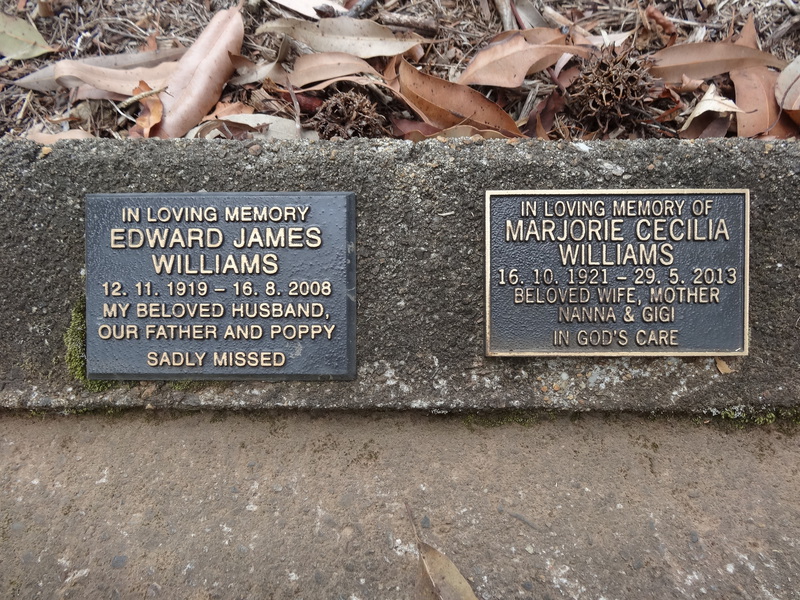 IN LOVING MEMORY
EDWARD JAMES
WILLIAMS
12. 11. 1919 – 16. 8. 2008
MY BELOVED HUSBAND,
OUR FATHER AND POPPY
SADLY MISSED
IN LOVING MEMORY OF
MARJORIE CECILIA
WILLIAMS
16. 10. 1921 – 29. 5. 2013
BELOVED WIFE, MOTHER
NANNA & GIGI
IN GOD'S CARE